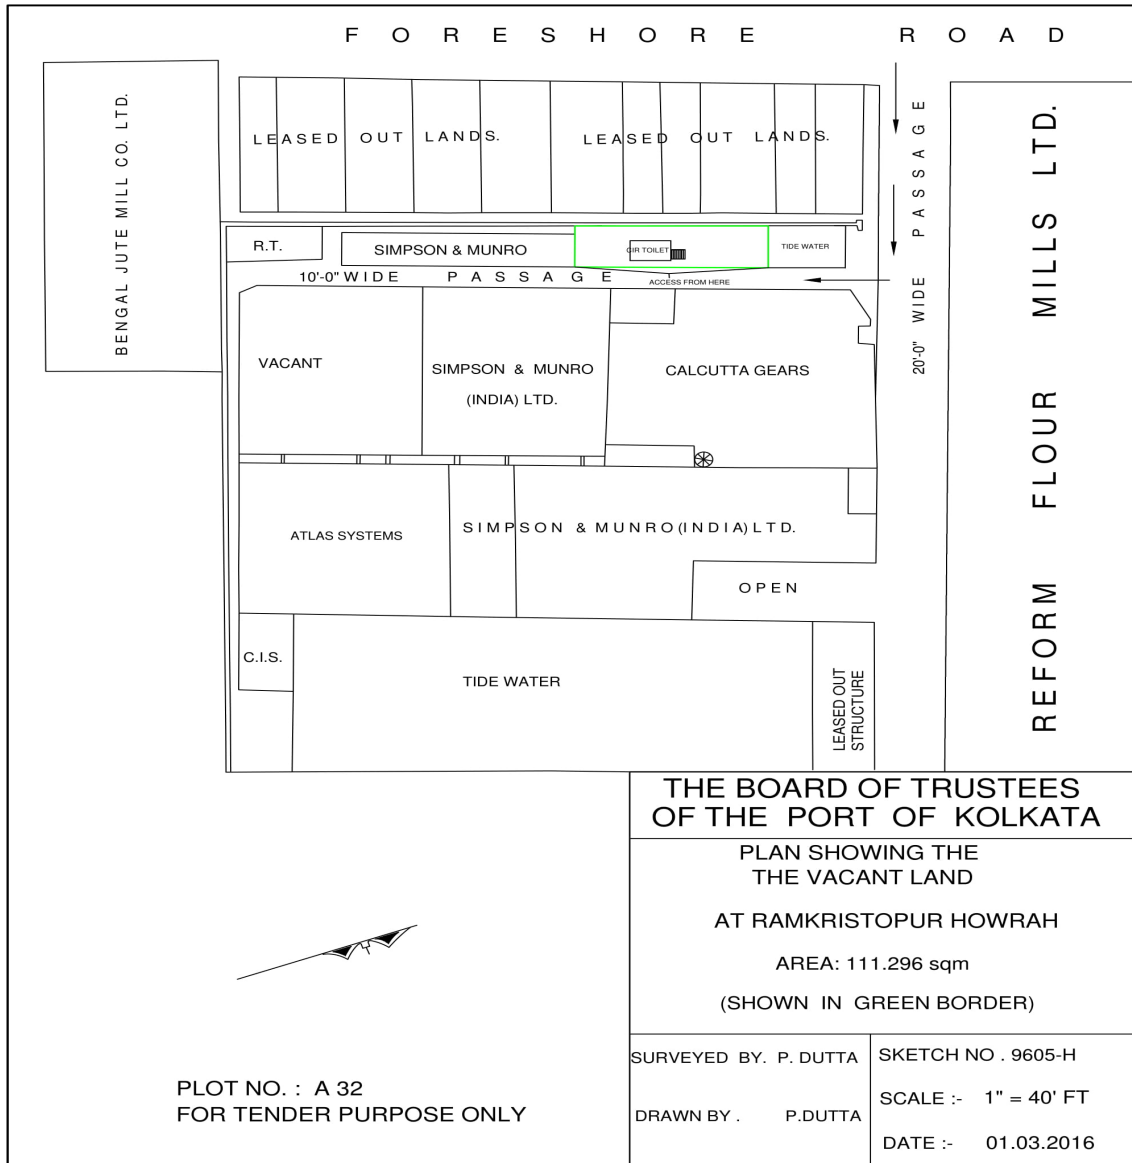 FORESHORE ROAD
BENGAL JUTE MILL CO. LTD.
LEASED OUT LANDS.
LEASED OUT LANDS.
20'-0" WIDE PASSAGE
REFORM FLOUR MILLS LTD.
R.T.
SIMPSON & MUNRO
CIR TOILET
TIDE WATER
10'-0" WIDE PASSAGE
ACCESS FROM HERE
VACANT
SIMPSON & MUNRO
(INDIA) LTD.
CALCUTTA GEARS
ATLAS SYSTEMS
SIMPSON & MUNRO (INDIA) LTD.
OPEN
C.I.S.
TIDE WATER
LEASED OUT
STRUCTURE
THE BOARD OF TRUSTEES
OF THE PORT OF KOLKATA
PLAN SHOWING THE
THE VACANT LAND
AT RAMKRISTOPUR HOWRAH
AREA: 111.296 sqm
(SHOWN IN GREEN BORDER)
SURVEYED BY. P. DUTTA
DRAWN BY . P.DUTTA
SKETCH NO . 9605-H
SCALE :- 1" = 40' FT
DATE :- 01.03.2016
PLOT NO. : A 32
FOR TENDER PURPOSE ONLY